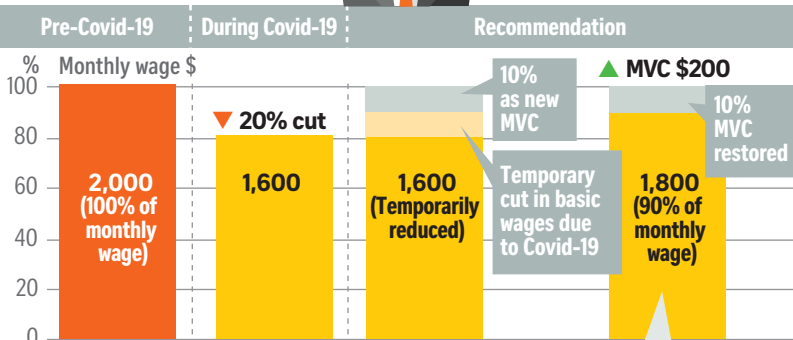 Pre-Covid-19
During Covid-19
Recommendation
% Monthly wage $
100
80
60
40
20
0
2,000
(100% of
monthly
wage)
▼ 20% cut
1,600
1,600
(Temporarily
reduced)
10%
as new
MVC
Temporary
cut in basic
wages due
to Covid-19
▲ MVC $200
1,800
(90% of
monthly
wage)
10%
MVC
restored